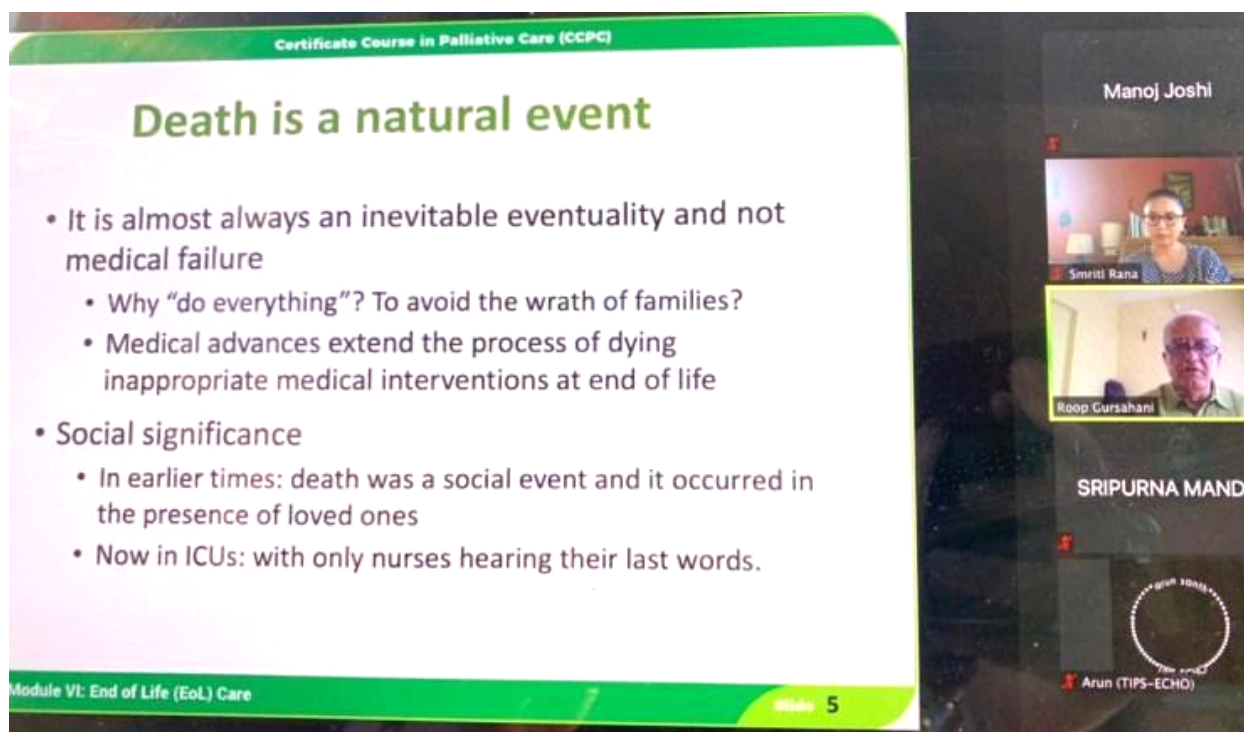 Certificate Course in Palliative Care (CCPC)
Death is a natural event
• It is almost always an inevitable eventuality and not
medical failure
• Why “do everything”? To avoid the wrath of families?
• Medical advances extend the process of dying
inappropriate medical interventions at end of life
• Social significance
• In earlier times: death was a social event and it occurred in
the presence of loved ones
• Now in ICUs: with only nurses hearing their last words.
Module VI: End of Life (EoL) Care
Slide 5
Manoj Joshi
Smriti Rana
Roop Gursahani
SRIPURNA MAND
Arun (TIPS-ECHO)